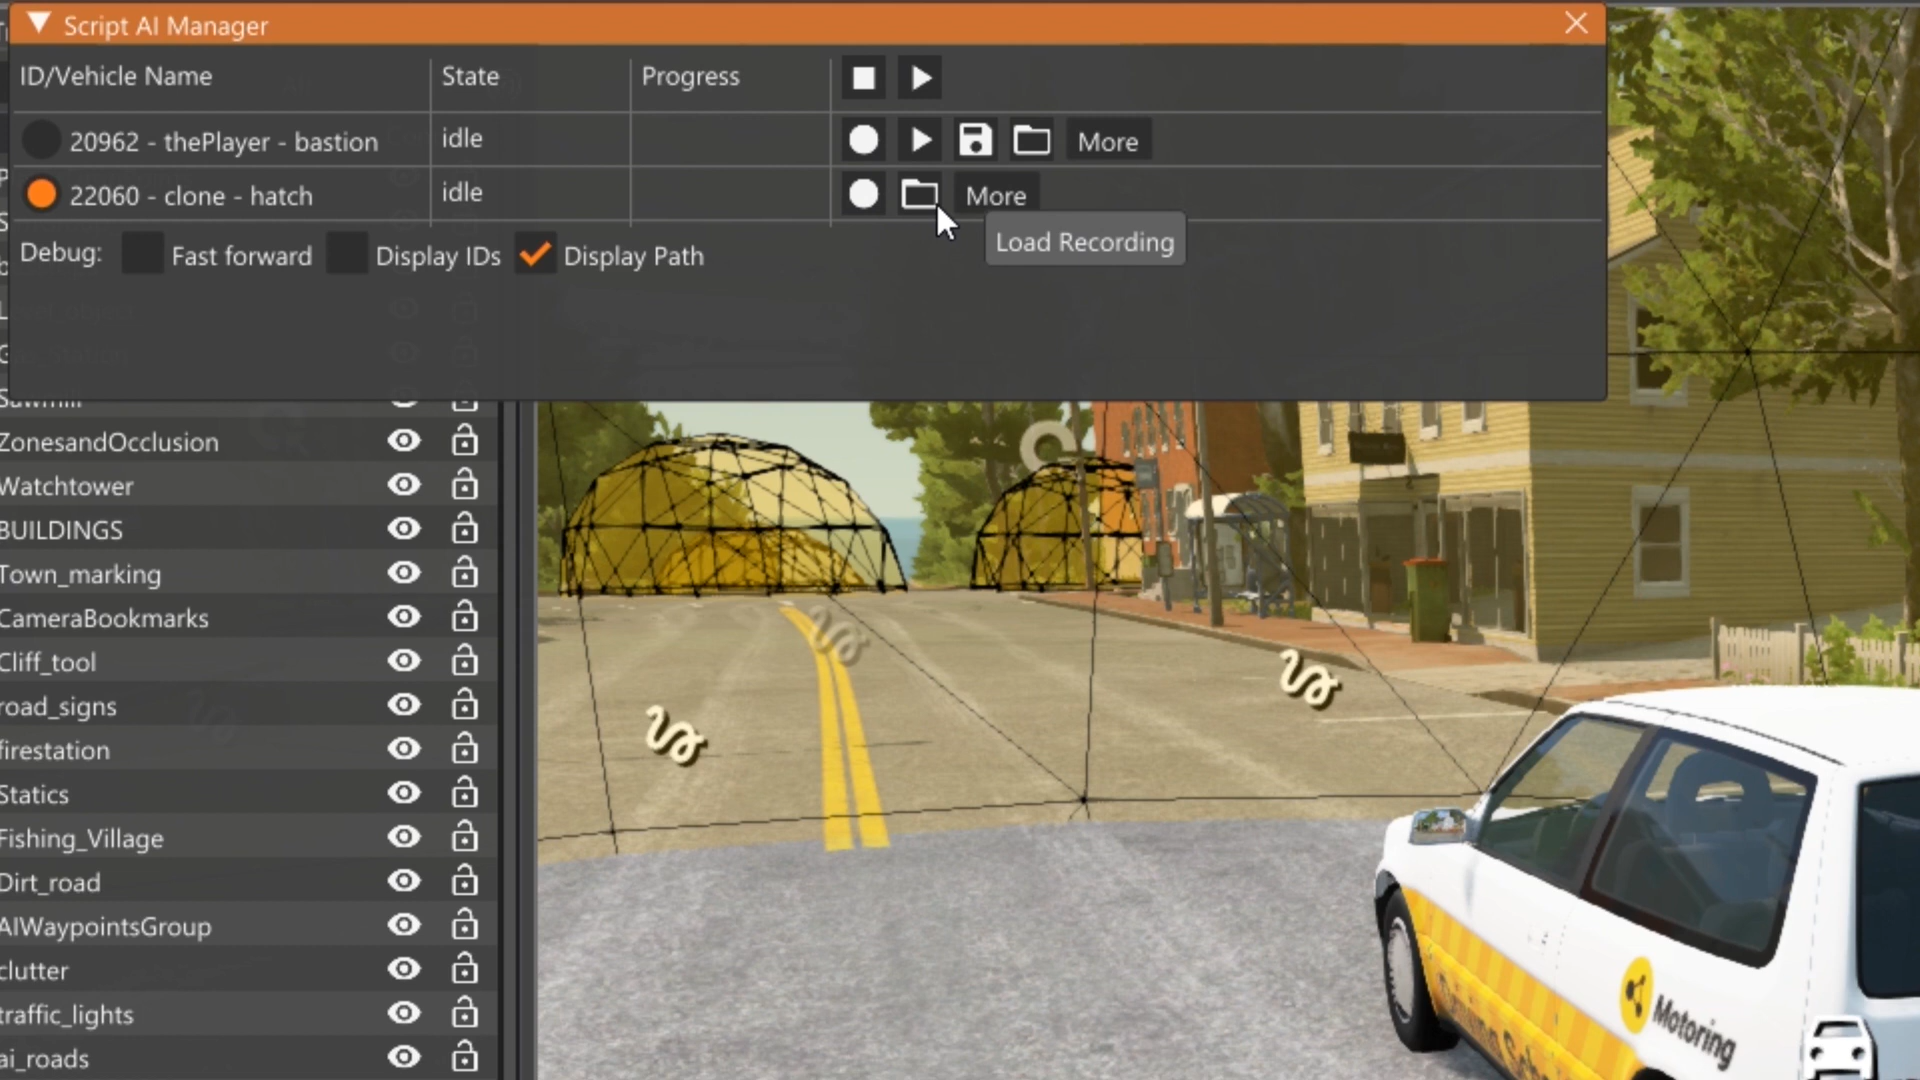 Script AI Manager
ID/Vehicle Name State Progress
20962 - thePlayer - bastion idle More
22060 - clone - hatch idle More
Load Recording
Debug: Fast forward Display IDs Display Path
Sawmill
ZonesandOcclusion
Watchtower
BUILDINGS
Town_marking
CameraBookmarks
Cliff_tool
road_signs
firestation
Statics
Fishing_Village
Dirt_road
AIWaypointsGroup
clutter
traffic_lights
ai_roads
Motoring